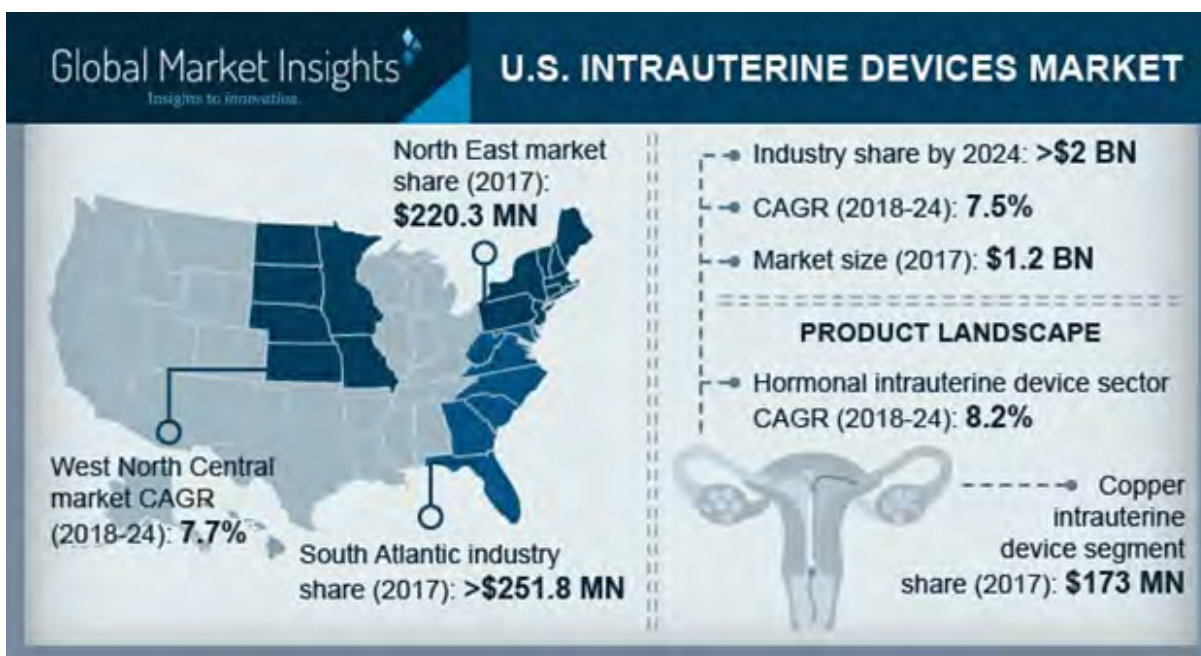 Global Market Insights
Insights to innovation.
U.S. INTRAUTERINE DEVICES MARKET
North East market
share (2017):
$220.3 MN
West North Central
market CAGR
(2018-24): 7.7%
South Atlantic industry
share (2017): >$251.8 MN
Industry share by 2024: >$2 BN
CAGR (2018-24): 7.5%
Market size (2017): $1.2 BN
PRODUCT LANDSCAPE
Hormonal intrauterine device sector
CAGR (2018-24): 8.2%
Copper
intrauterine
device segment
share (2017): $173 MN